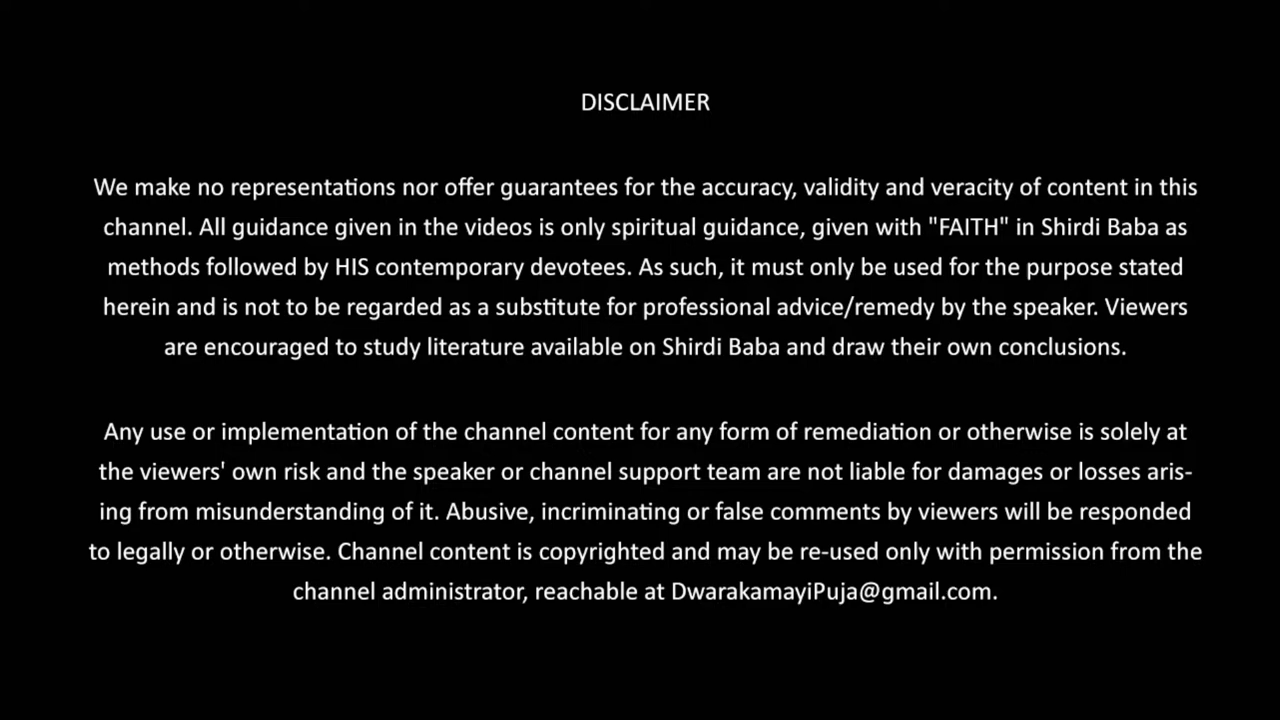 DISCLAIMER
We make no representations nor offer guarantees for the accuracy, validity and veracity of content in this
channel. All guidance given in the videos is only spiritual guidance, given with "FAITH" in Shirdi Baba as
methods followed by HIS contemporary devotees. As such, it must only be used for the purpose stated
herein and is not to be regarded as a substitute for professional advice/remedy by the speaker. Viewers
are encouraged to study literature available on Shirdi Baba and draw their own conclusions.
Any use or implementation of the channel content for any form of remediation or otherwise is solely at
the viewers' own risk and the speaker or channel support team are not liable for damages or losses aris-
ing from misunderstanding of it. Abusive, incriminating or false comments by viewers will be responded
to legally or otherwise. Channel content is copyrighted and may be re-used only with permission from the
channel administrator, reachable at DwarakamayiPuja@gmail.com.